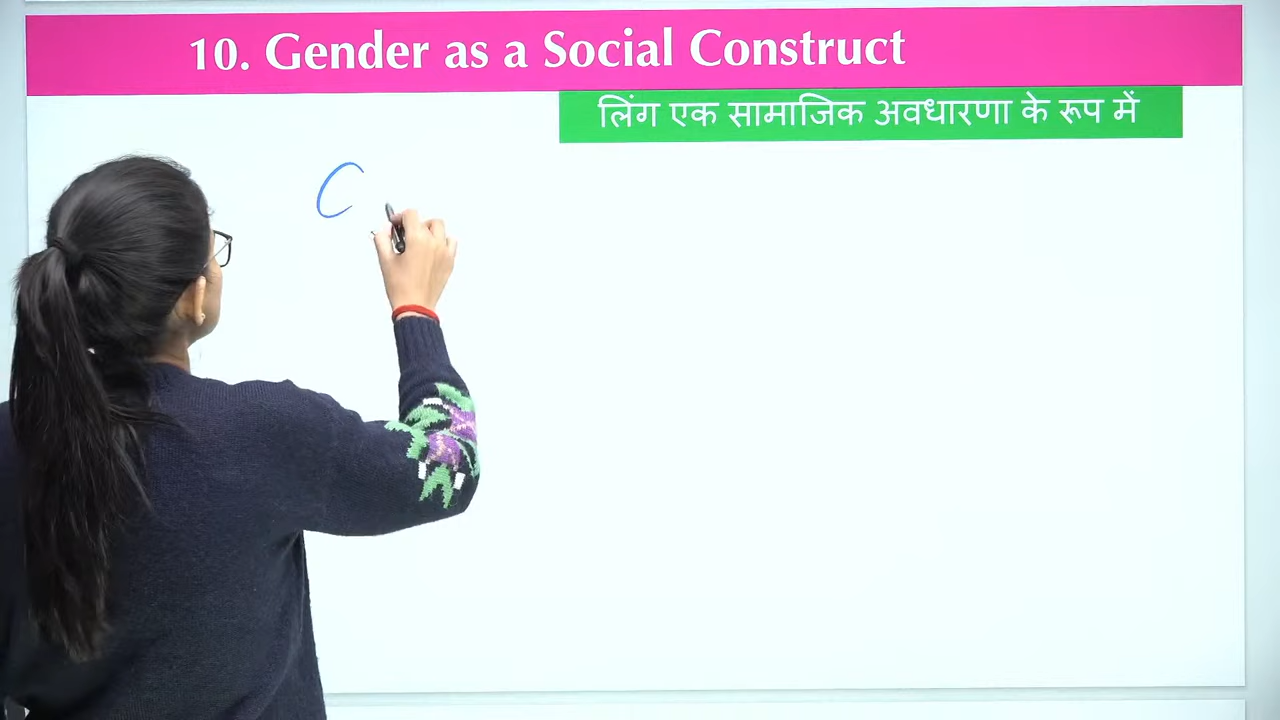 10. Gender as a Social Construct
लिंग एक सामाजिक अवधारणा के रूप में
C